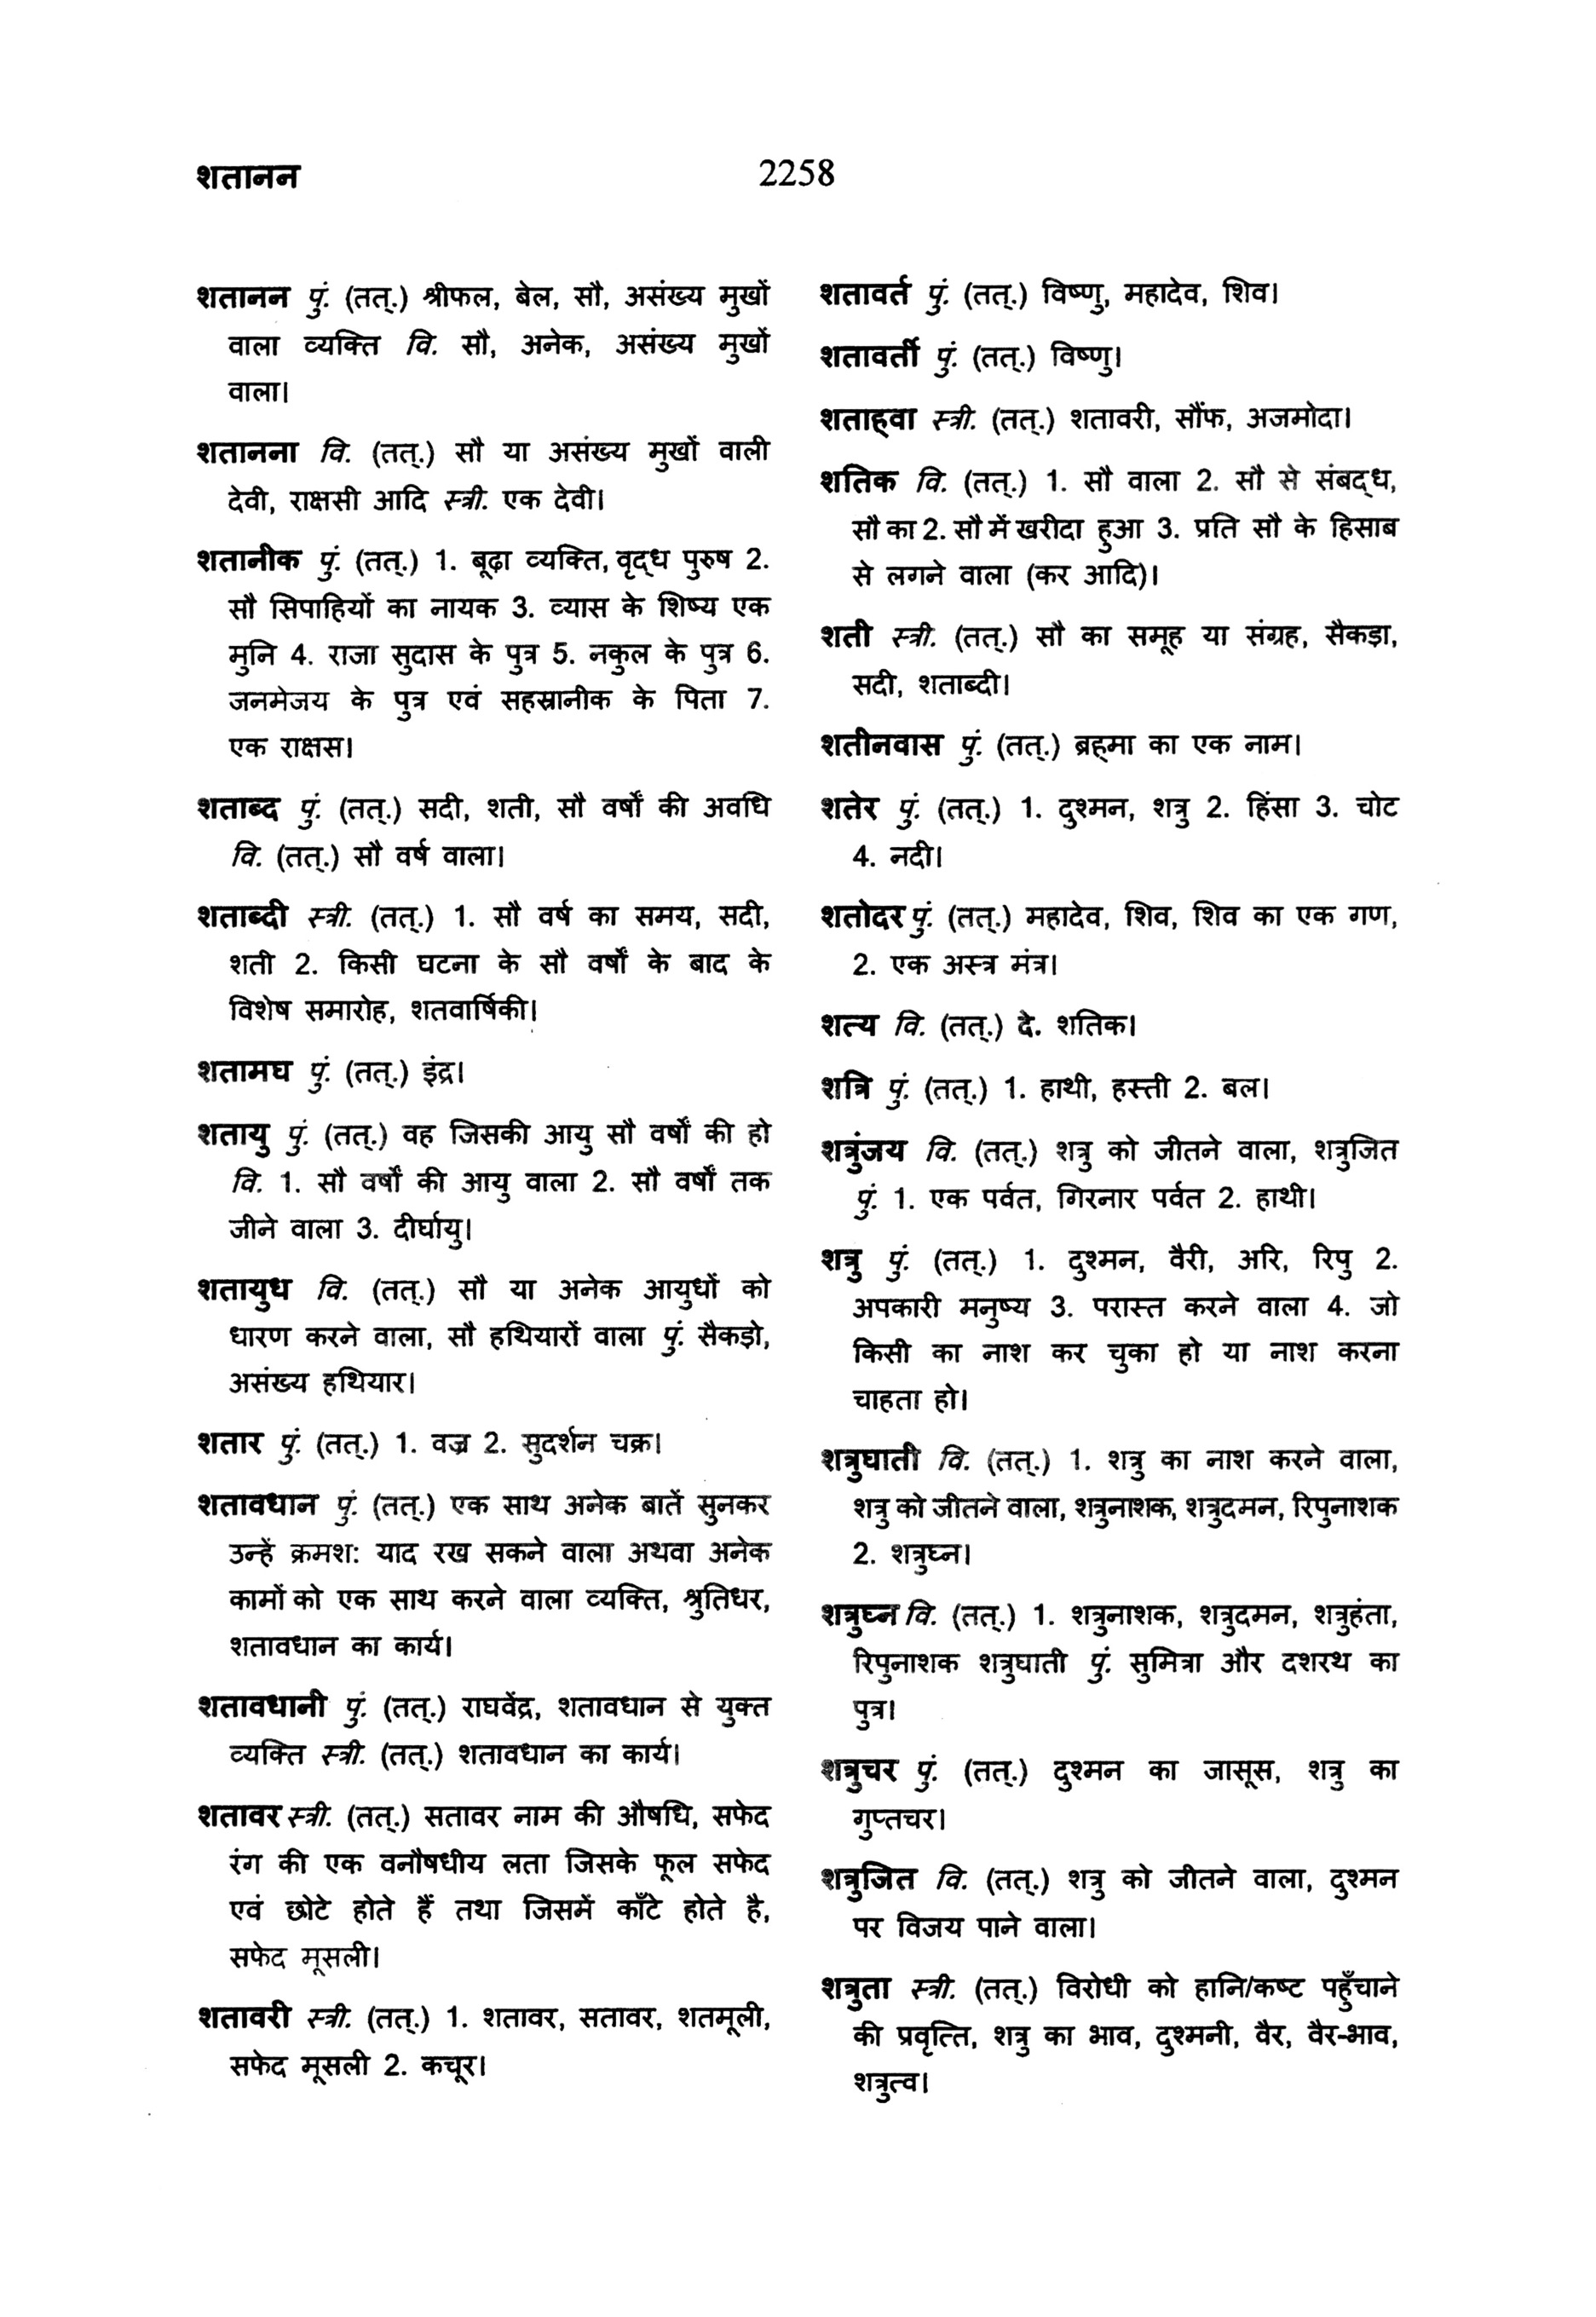 शतानन
2258
शतानन पुं. (तत्.) श्रीफल, बेल, सौ, असंख्य मुखों
वाला व्यक्ति वि. सौ, अनेक, असंख्य मुखों
वाला।
शतानना वि. (तत्.) सौ या असंख्य मुखों वाली
देवी, राक्षसी आदि स्त्री. एक देवी।
शतानीक पुं. (तत्.) 1. बूढ़ा व्यक्ति, वृद्ध पुरुष 2.
सौ सिपाहियों का नायक 3. व्यास के शिष्य एक
मुनि 4. राजा सुदास के पुत्र 5. नकुल के पुत्र 6.
जनमेजय के पुत्र एवं सहस्रानीक के पिता 7.
एक राक्षस।
शताब्द पुं. (तत्.) सदी, शती, सौ वर्षों की अवधि
वि. (तत्.) सौ वर्ष वाला।
शताब्दी स्त्री. (तत्.) 1. सौ वर्ष का समय, सदी,
शती 2. किसी घटना के सौ वर्षों के बाद के
विशेष समारोह, शतवार्षिकी।
शतामघ पुं. (तत्.) इंद्र।
शतायु पुं. (तत्.) वह जिसकी आयु सौ वर्षों की हो
वि. 1. सौ वर्षों की आयु वाला 2. सौ वर्षों तक
जीने वाला 3. दीर्घायु।
शतायुध वि. (तत्.) सौ या अनेक आयुधों को
धारण करने वाला, सौ हथियारों वाला पुं. सैकड़ो,
असंख्य हथियार।
शतार पुं. (तत्.) 1. वज्र 2. सुदर्शन चक्र।
शतावधान पुं. (तत्.) एक साथ अनेक बातें सुनकर
उन्हें क्रमश: याद रख सकने वाला अथवा अनेक
कामों को एक साथ करने वाला व्यक्ति, श्रुतिधर,
शतावधान का कार्य।
शतावधानी पुं. (तत्.) राघवेंद्र, शतावधान से युक्त
व्यक्ति स्त्री. (तत्.) शतावधान का कार्य।
शतावर स्त्री. (तत्.) सतावर नाम की औषधि, सफेद
रंग की एक वनौषधीय लता जिसके फूल सफेद
एवं छोटे होते हैं तथा जिसमें काँटे होते है,
सफेद मूसली।
शतावरी स्त्री. (तत्.) 1. शतावर, सतावर, शतमूली,
सफेद मूसली 2. कचूर।
शतावर्त पुं. (तत्.) विष्णु, महादेव, शिव।
शतावर्ती पुं. (तत्.) विष्णु।
शताह्वा स्त्री. (तत्.) शतावरी, सौंफ, अजमोदा।
शतिक वि. (तत्.) 1. सौ वाला 2. सौ से संबद्ध,
सौ का 2. सौ में खरीदा हुआ 3. प्रति सौ के हिसाब
से लगने वाला (कर आदि)।
शती स्त्री. (तत्.) सौ का समूह या संग्रह, सैकड़ा,
सदी, शताब्दी।
शतीनवास पुं. (तत्.) ब्रह्मा का एक नाम।
शतेर पुं. (तत्.) 1. दुश्मन, शत्रु 2. हिंसा 3. चोट
4. नदी।
शतोदर पुं. (तत्.) महादेव, शिव, शिव का एक गण,
2. एक अस्त्र मंत्र।
शत्य वि. (तत्.) दे. शतिक।
शत्रि पुं. (तत्.) 1. हाथी, हस्ती 2. बल।
शत्रुंजय वि. (तत्.) शत्रु को जीतने वाला, शत्रुजित
पुं. 1. एक पर्वत, गिरनार पर्वत 2. हाथी।
शत्रु पुं. (तत्.) 1. दुश्मन, वैरी, अरि, रिपु 2.
अपकारी मनुष्य 3. परास्त करने वाला 4. जो
किसी का नाश कर चुका हो या नाश करना
चाहता हो।
शत्रुघाती वि. (तत्.) 1. शत्रु का नाश करने वाला,
शत्रु को जीतने वाला, शत्रुनाशक, शत्रुदमन, रिपुनाशक
2. शत्रुघ्न।
शत्रुघ्न वि. (तत्.) 1. शत्रुनाशक, शत्रुदमन, शत्रुहंता,
रिपुनाशक शत्रुघाती पुं. सुमित्रा और दशरथ का
पुत्र।
शत्रुचर पुं. (तत्.) दुश्मन का जासूस, शत्रु का
गुप्तचर।
शत्रुजित वि. (तत्.) शत्रु को जीतने वाला, दुश्मन
पर विजय पाने वाला।
शत्रुता स्त्री. (तत्.) विरोधी को हानि/कष्ट पहुँचाने
की प्रवृत्ति, शत्रु का भाव, दुश्मनी, वैर, वैर-भाव,
शत्रुत्व।